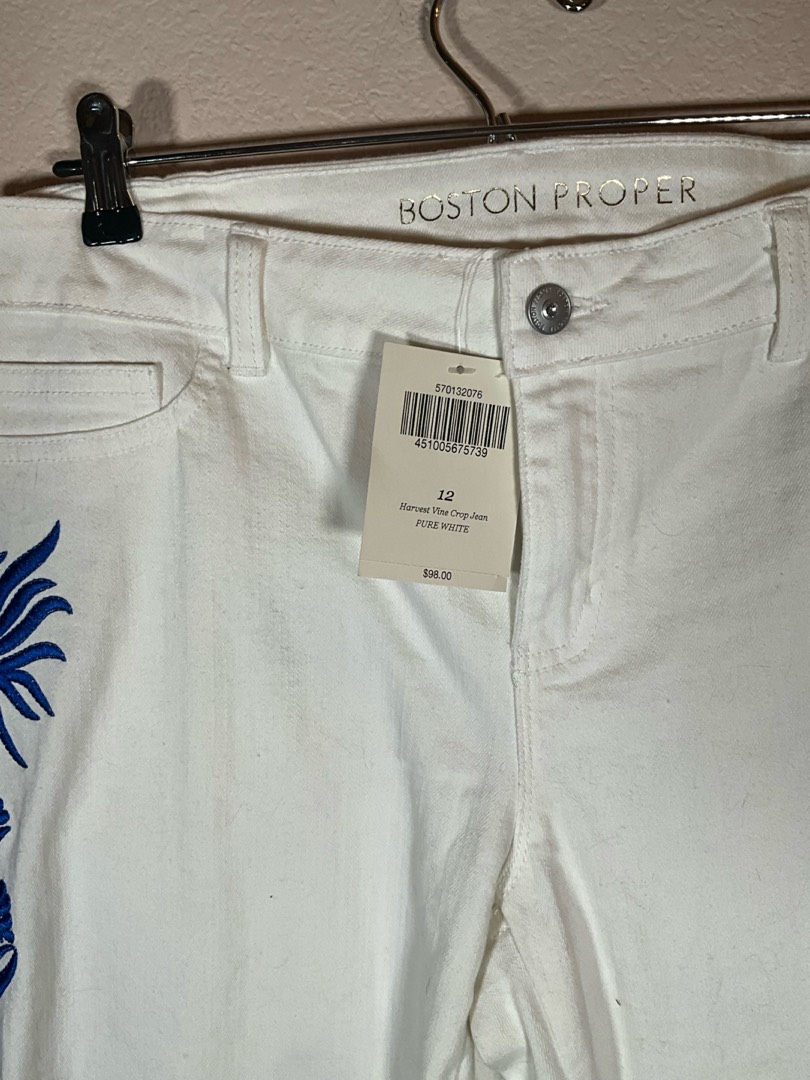 BOSTON PROPER
570132076
451005675739
12
Harvest Vine Crop Jean
PURE WHITE
$98.00